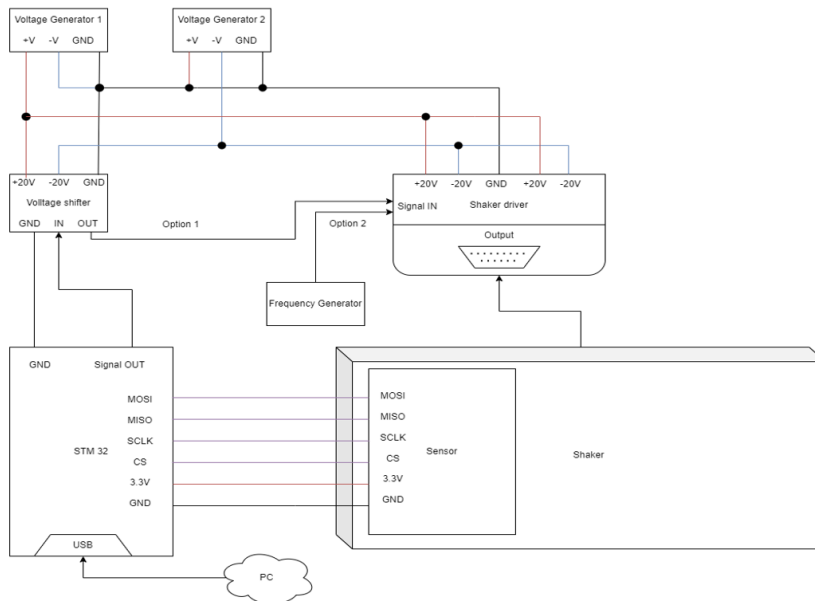 Voltage Generator 1
+V -V GND
Voltage Generator 2
+V -V GND
+20V -20V GND
Volltage shifter
GND IN OUT
Option 1
Option 2
+20V -20V GND +20V -20V
Signal IN
Shaker driver
Output
Frequency Generator
GND
Signal OUT
MOSI
MISO
SCLK
CS
3.3V
GND
STM 32
USB
PC
MOSI
MISO
SCLK
CS
3.3V
GND
Sensor
Shaker